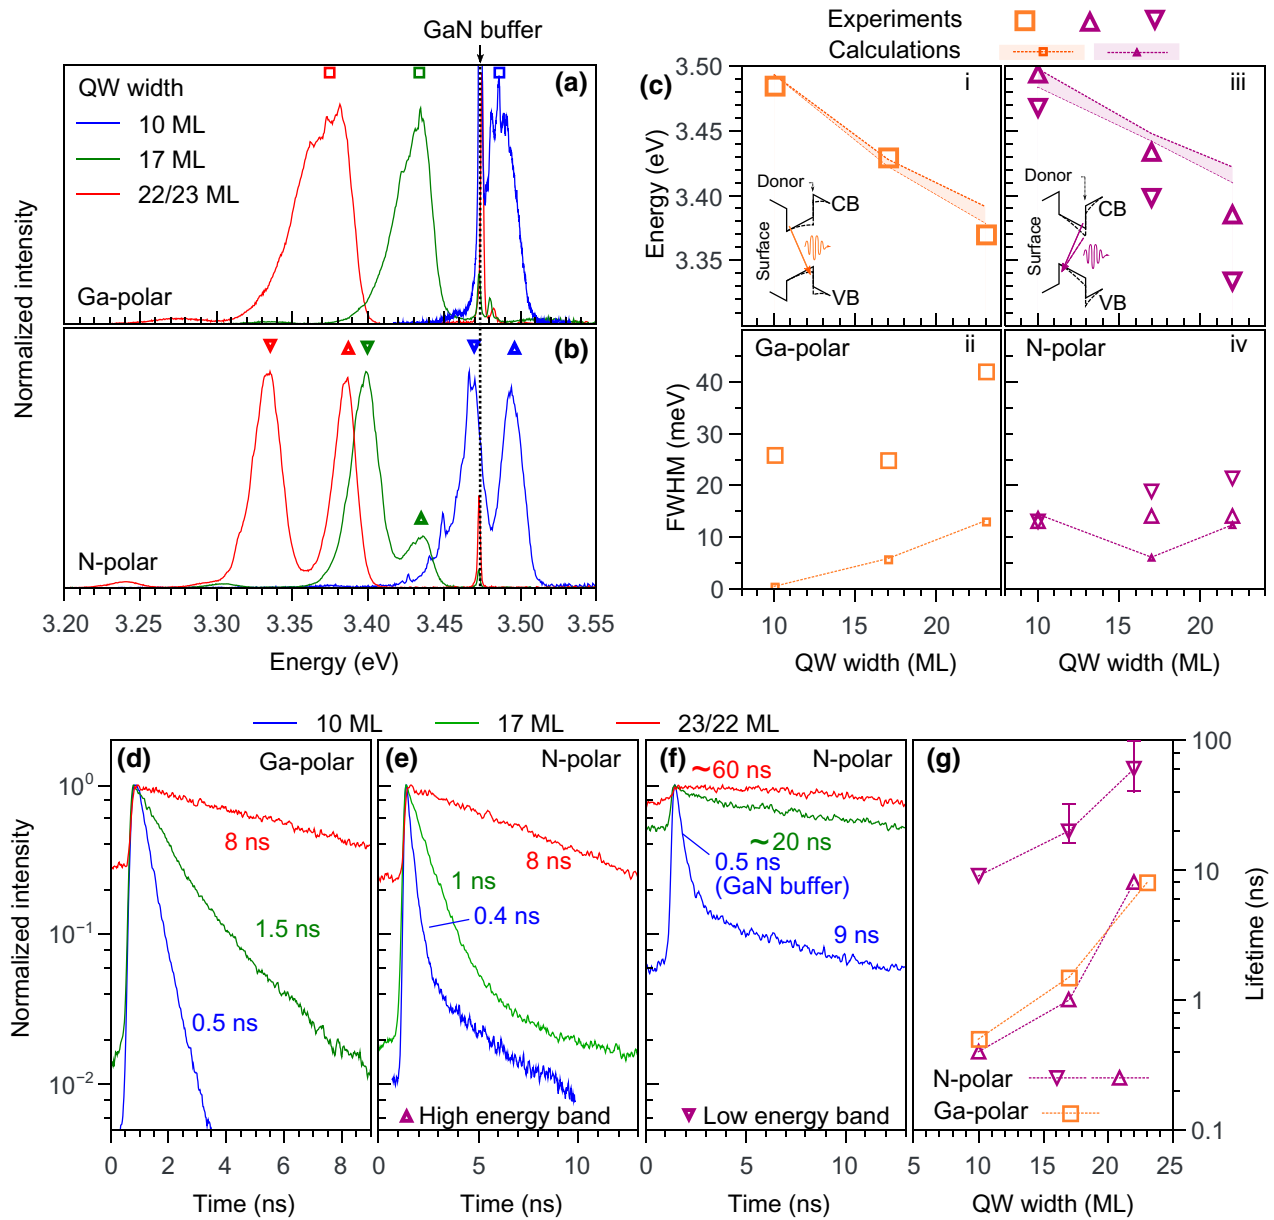 GaN buffer
QW width
10 ML
17 ML
22/23 ML
(a)
Ga-polar
(b)
N-polar
Normalized intensity
3.20 3.25 3.30 3.35 3.40 3.45 3.50 3.55
Energy (eV)
Experiments
Calculations
(c)
i
iii
3.50
3.45
3.40
3.35
Energy (eV)
Donor
CB
Surface
VB
Donor
CB
Surface
VB
Ga-polar
ii
N-polar
iv
40
30
20
10
0
FWHM (meV)
10 15 20
10 15 20
QW width (ML)
QW width (ML)
10 ML 17 ML 23/22 ML
(d)
Ga-polar
8 ns
1.5 ns
0.5 ns
10⁰
10⁻¹
10⁻²
Normalized intensity
0 2 4 6 8
Time (ns)
(e)
N-polar
8 ns
1 ns
0.4 ns
High energy band
0 5 10
Time (ns)
(f)
N-polar
~60 ns
~20 ns
0.5 ns
(GaN buffer)
9 ns
Low energy band
0 5 10
Time (ns)
(g)
N-polar
Ga-polar
100
10
1
0.1
Lifetime (ns)
5 10 15 20 25
QW width (ML)